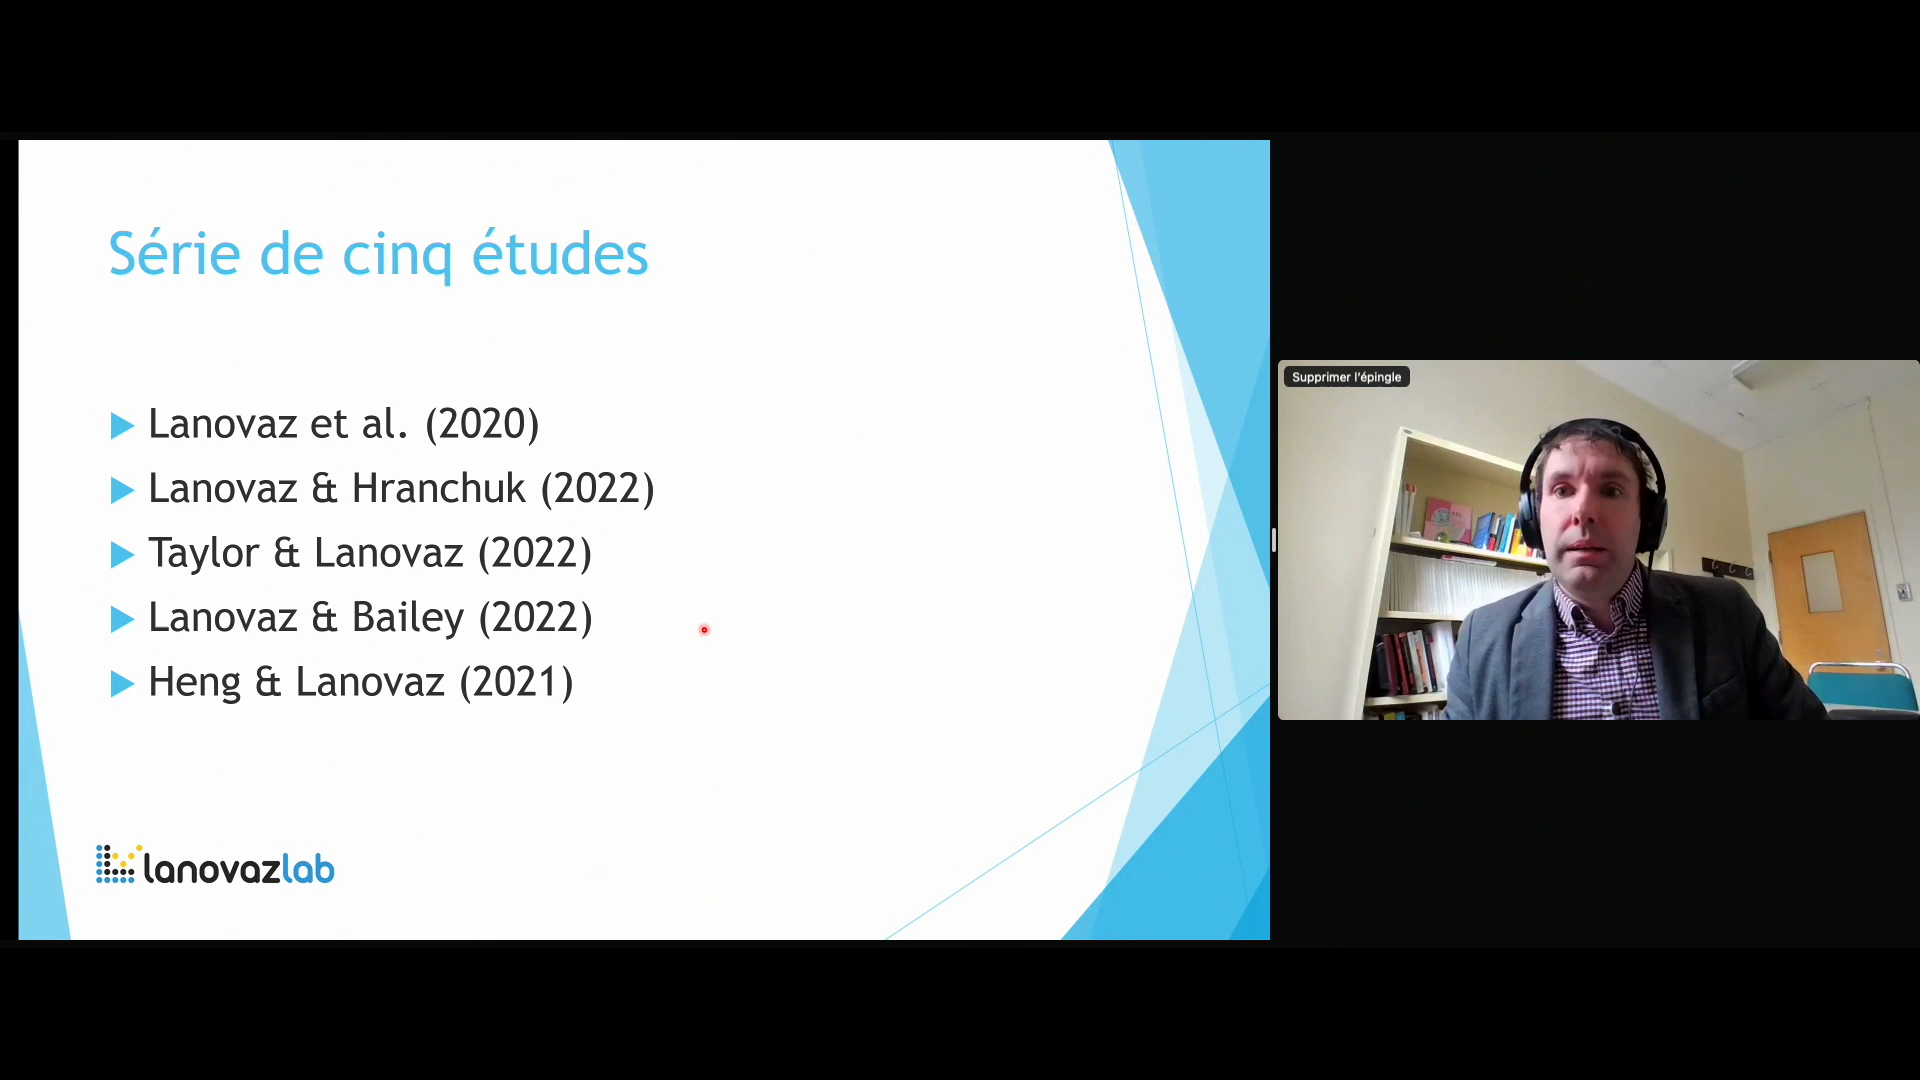 Série de cinq études
Lanovaz et al. (2020)
Lanovaz & Hranchuk (2022)
Taylor & Lanovaz (2022)
Lanovaz & Bailey (2022)
Heng & Lanovaz (2021)
lanovazlab
Supprimer l'épingle